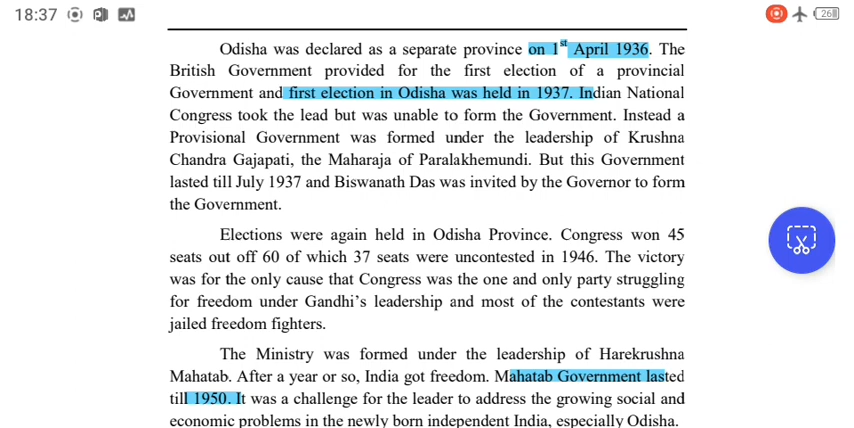 18:37
26
Odisha was declared as a separate province on 1st April 1936. The
British Government provided for the first election of a provincial
Government and first election in Odisha was held in 1937. Indian National
Congress took the lead but was unable to form the Government. Instead a
Provisional Government was formed under the leadership of Krushna
Chandra Gajapati, the Maharaja of Paralakhemundi. But this Government
lasted till July 1937 and Biswanath Das was invited by the Governor to form
the Government.
Elections were again held in Odisha Province. Congress won 45
seats out off 60 of which 37 seats were uncontested in 1946. The victory
was for the only cause that Congress was the one and only party struggling
for freedom under Gandhi’s leadership and most of the contestants were
jailed freedom fighters.
The Ministry was formed under the leadership of Harekrushna
Mahatab. After a year or so, India got freedom. Mahatab Government lasted
till 1950. It was a challenge for the leader to address the growing social and
economic problems in the newly born independent India, especially Odisha.